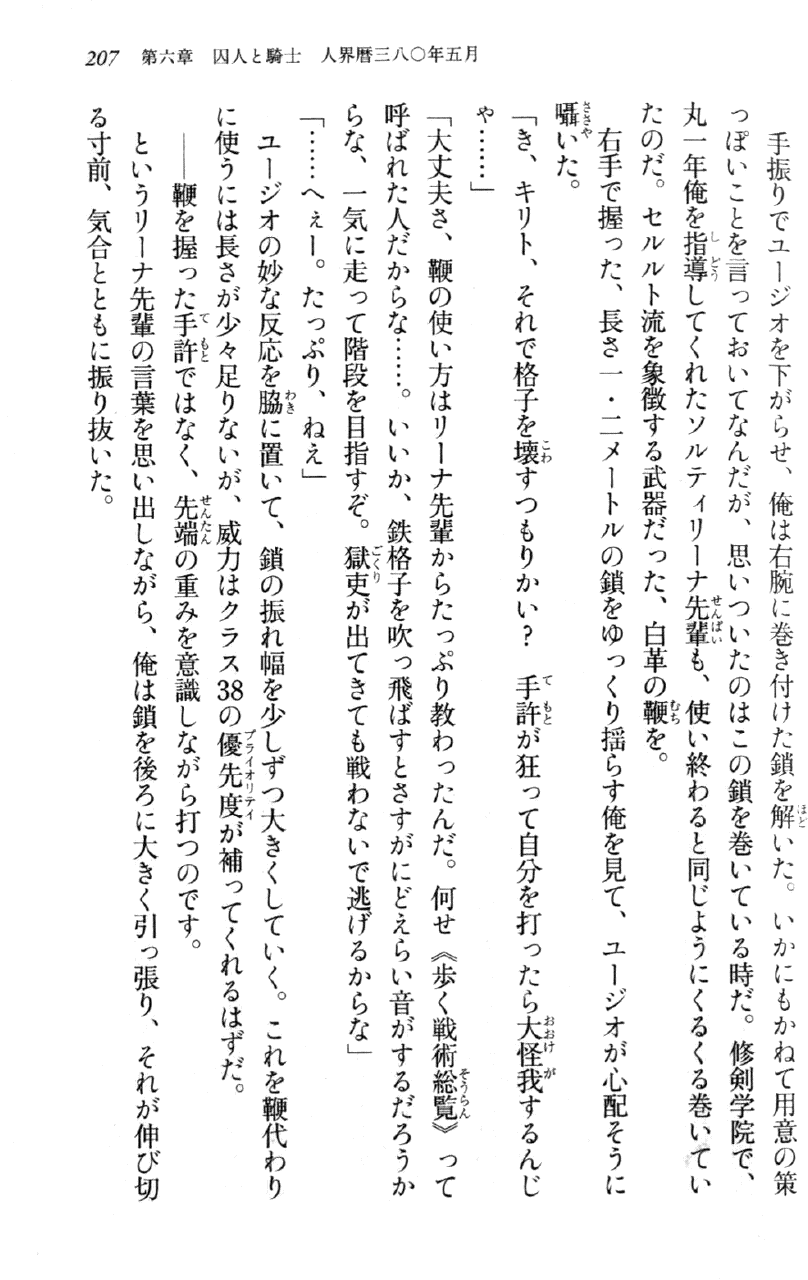 207　第六章　囚人と騎士　人界暦三八〇年五月
　手振りでユージオを下がらせ、俺は右腕に巻き付けた鎖を解いた。いかにもかねて用意の策
っぽいことを言っておいてなんだが、思いついたのはこの鎖を巻いている時だ。修剣学院で、
丸一年俺を指導してくれたソルティリーナ先輩も、使い終わると同じようにくるくる巻いてい
たのだ。セルルト流を象徴する武器だった、白革の鞭を。
　右手で握った、長さ一・二メートルの鎖をゆっくり揺らす俺を見て、ユージオが心配そうに
囁いた。
「き、キリト、それで格子を壊すつもりかい？　手許が狂って自分を打ったら大怪我するんじ
ゃ……」
「大丈夫さ、鞭の使い方はリーナ先輩からたっぷり教わったんだ。何せ《歩く戦術総覧》って
呼ばれた人だからな……。いいか、鉄格子を吹っ飛ばすとさすがにどえらい音がするだろうか
らな、一気に走って階段を目指すぞ。獄吏が出てきても戦わないで逃げるからな」
「……へぇー。たっぷり、ねえ」
　ユージオの妙な反応を脇に置いて、鎖の振れ幅を少しずつ大きくしていく。これを鞭代わり
に使うには長さが少々足りないが、威力はクラス38の優先度が補ってくれるはずだ。
　――鞭を握った手許ではなく、先端の重みを意識しながら打つのです。
　というリーナ先輩の言葉を思い出しながら、俺は鎖を後ろに大きく引っ張り、それが伸び切
る寸前、気合とともに振り抜いた。